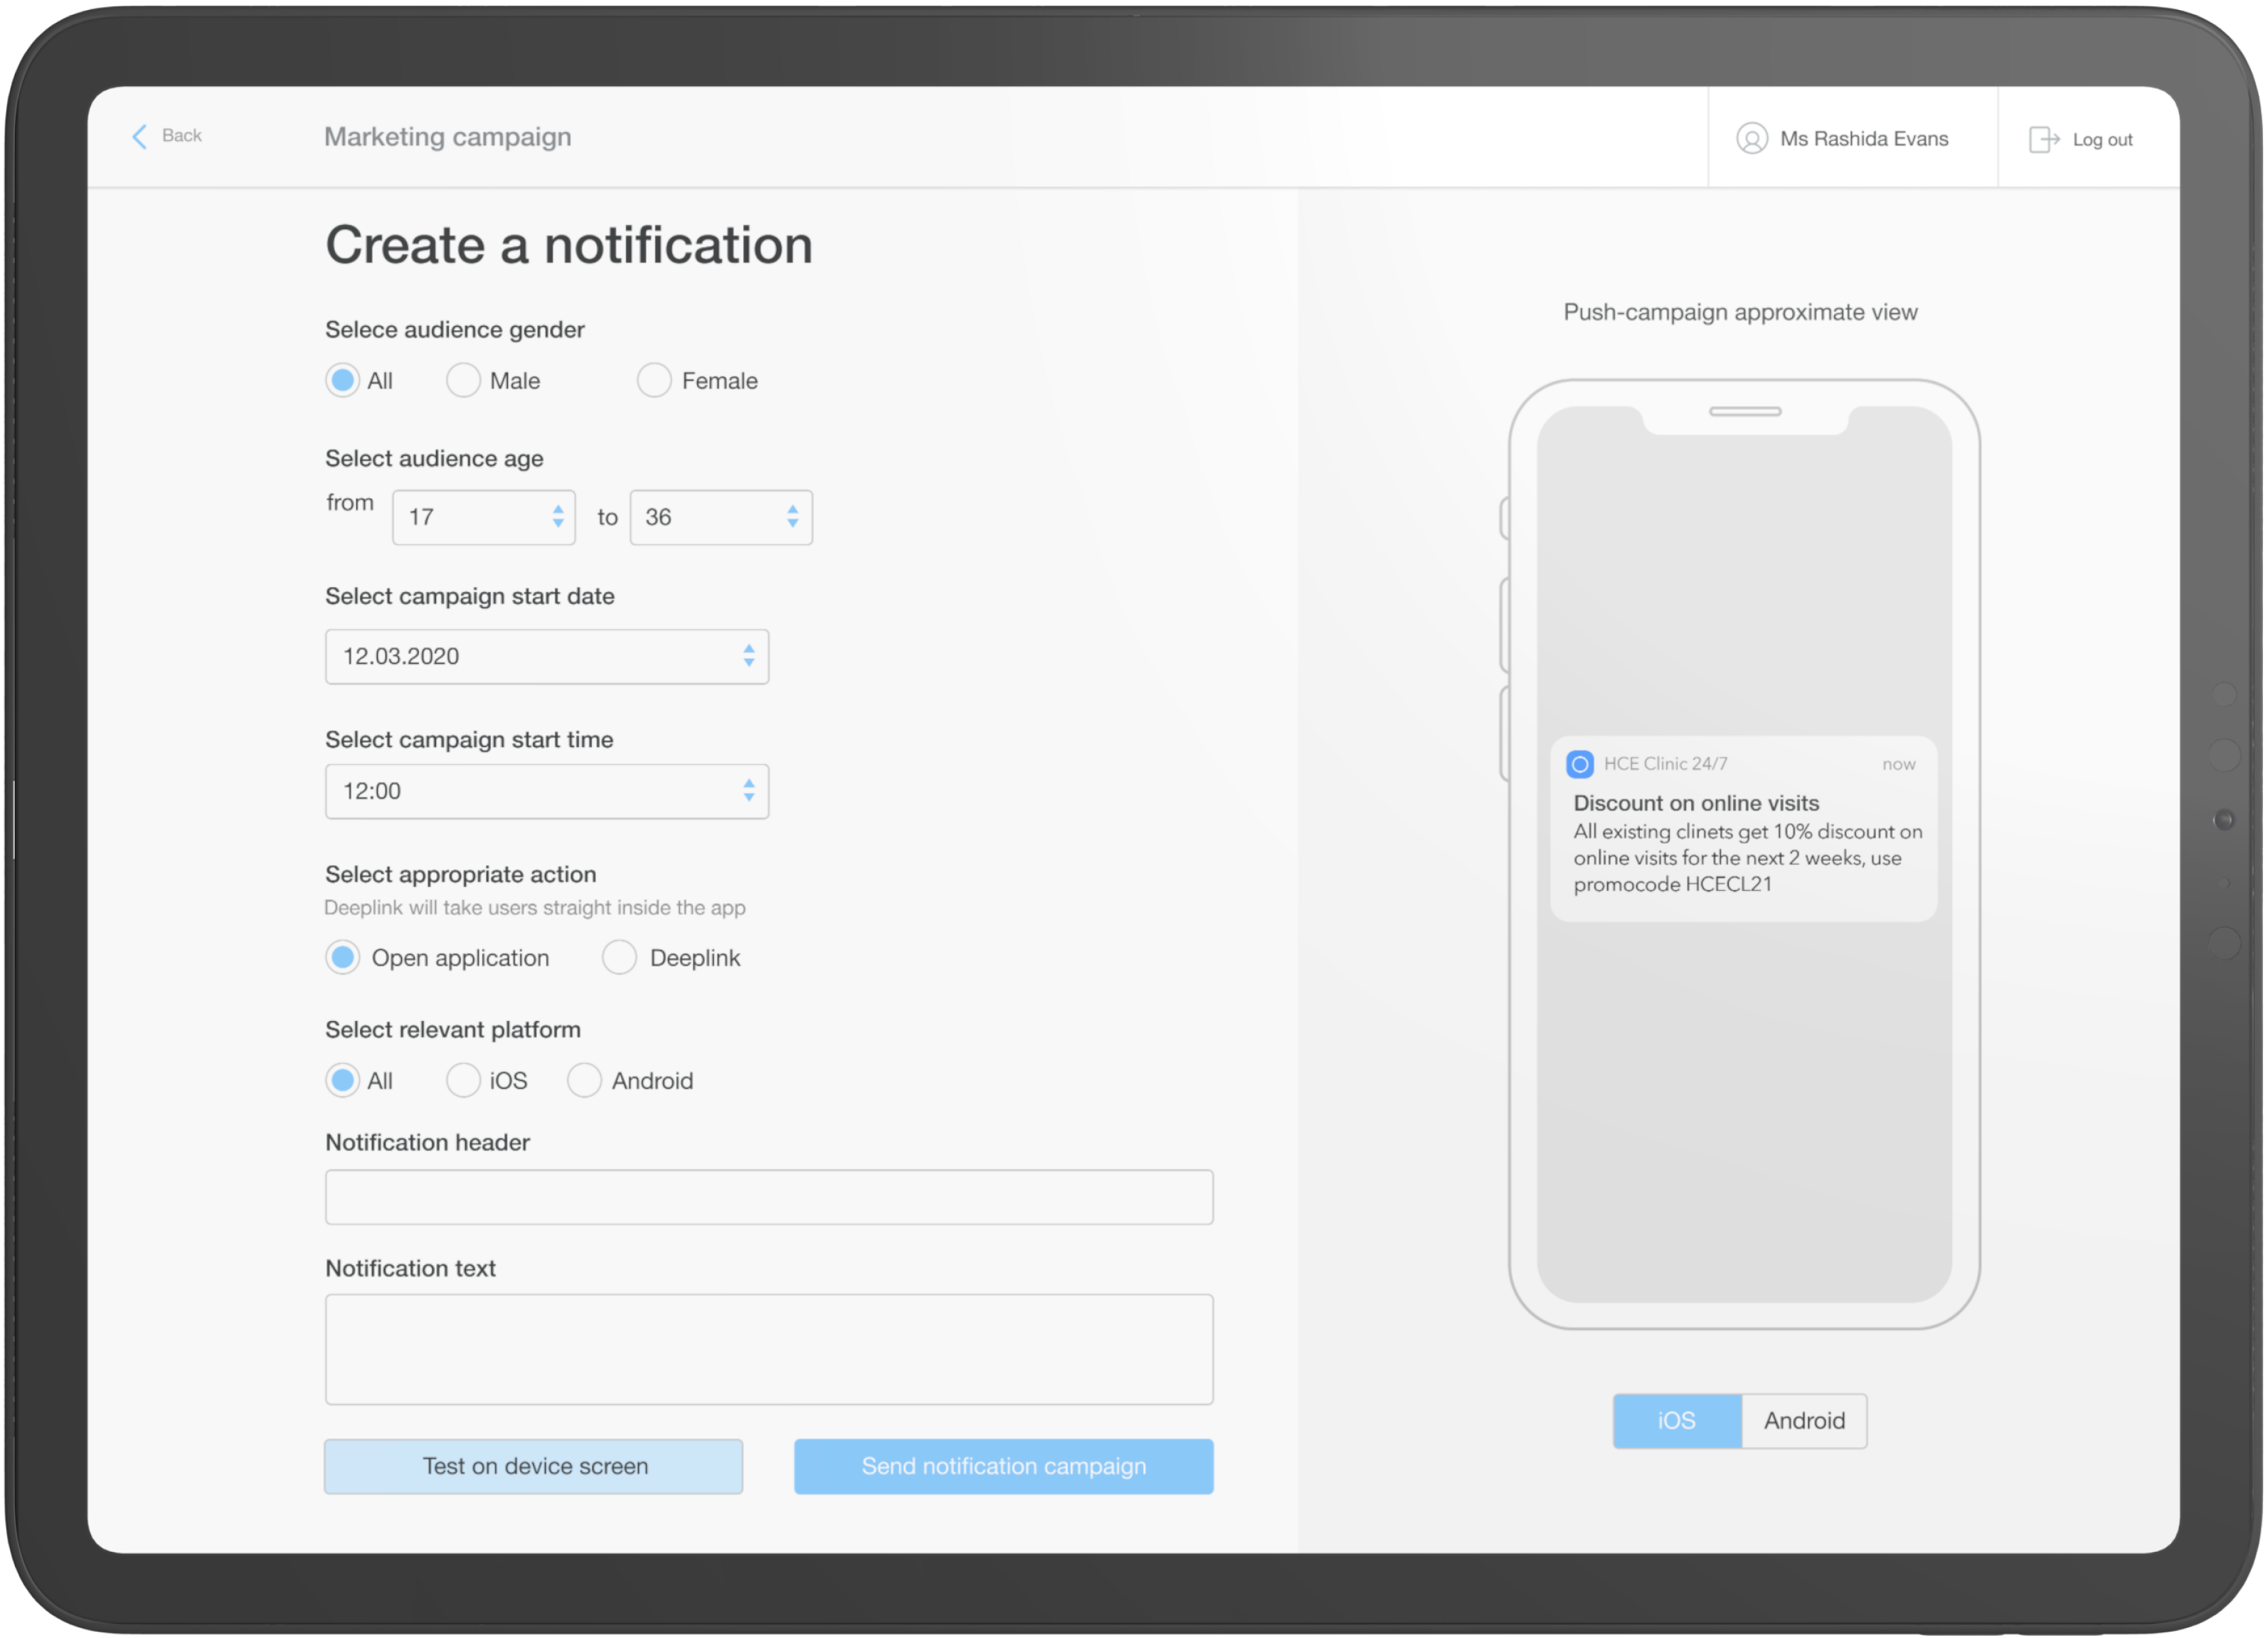 Back
Marketing campaign
Ms Rashida Evans
Log out
Create a notification
Selece audience gender
All Male Female
Select audience age
from 17 to 36
Select campaign start date
12.03.2020
Select campaign start time
12:00
Select appropriate action
Deeplink will take users straight inside the app
Open application Deeplink
Select relevant platform
All iOS Android
Notification header
Notification text
Test on device screen Send notification campaign
Push-campaign approximate view
HCE Clinic 24/7 now
Discount on online visits
All existing clinets get 10% discount on
online visits for the next 2 weeks, use
promocode HCECL21
iOS Android